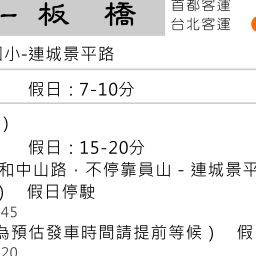 一 板 橋
首都客運
台北客運
國小-連城景平路
假日：7-10分
)
假日：15-20分
和中山路，不停靠員山－連城景平
) 假日停駛
45
為預估發車時間請提前等候） 假
20